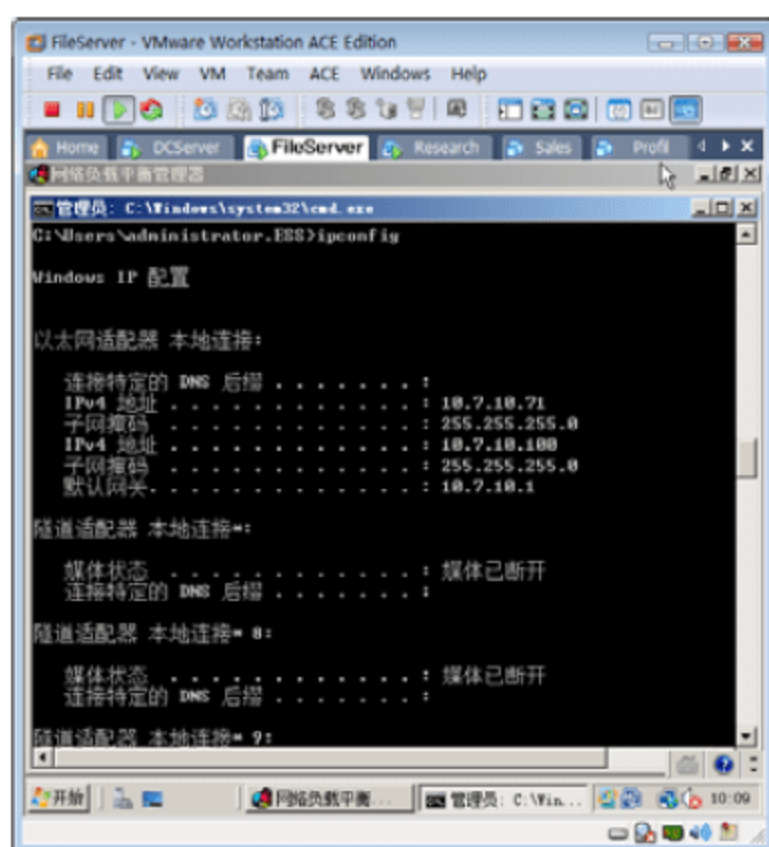 FileServer - VMware Workstation ACE Edition
File Edit View VM Team ACE Windows Help
Home DCServer FileServer Research Sales Profil
网络负载平衡管理器
管理员: C:\Windows\system32\cmd.exe
C:\Users\administrator.ESS>ipconfig
Windows IP 配置
以太网适配器 本地连接:
连接特定的 DNS 后缀 . . . . . . . :
IPv4 地址 . . . . . . . . . . . . : 10.7.10.71
子网掩码 . . . . . . . . . . . . : 255.255.255.0
IPv4 地址 . . . . . . . . . . . . : 10.7.10.100
子网掩码 . . . . . . . . . . . . : 255.255.255.0
默认网关. . . . . . . . . . . . . : 10.7.10.1
隧道适配器 本地连接*:
媒体状态 . . . . . . . . . . . . : 媒体已断开
连接特定的 DNS 后缀 . . . . . . . :
隧道适配器 本地连接* 8:
媒体状态 . . . . . . . . . . . . : 媒体已断开
连接特定的 DNS 后缀 . . . . . . . :
隧道适配器 本地连接* 9:
开始 网络负载平衡... 管理员: C:\Win... 10:09